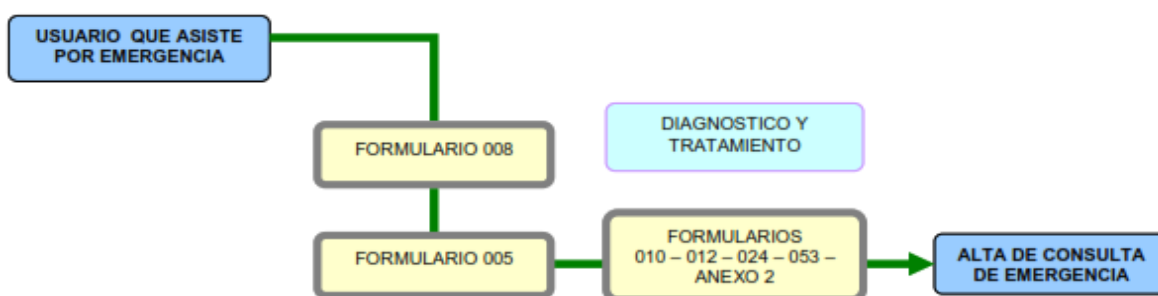 USUARIO QUE ASISTE
POR EMERGENCIA
FORMULARIO 008
DIAGNOSTICO Y
TRATAMIENTO
FORMULARIO 005
FORMULARIOS
010 – 012 – 024 – 053 –
ANEXO 2
ALTA DE CONSULTA
DE EMERGENCIA